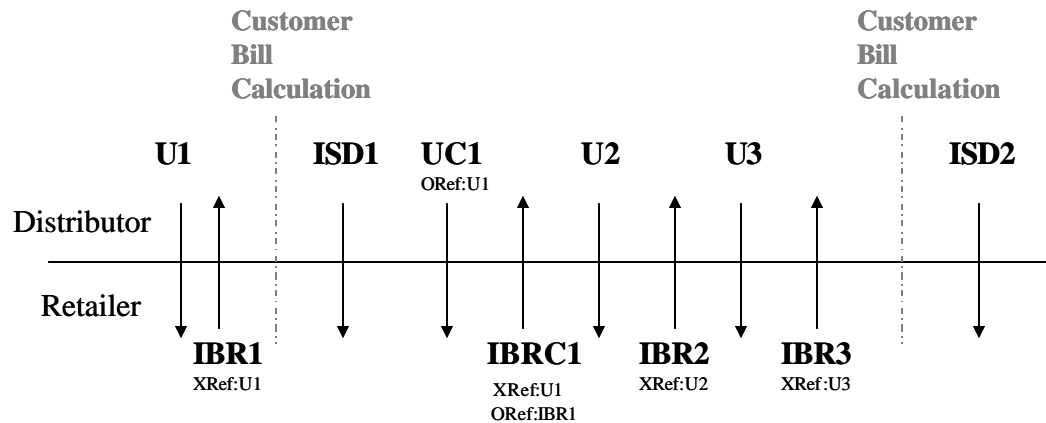 Customer
Bill
Calculation
Customer
Bill
Calculation
U1
ISD1
UC1
ORef:U1
U2
U3
ISD2
Distributor
Retailer
IBR1
XRef:U1
IBRC1
XRef:U1
ORef:IBR1
IBR2
XRef:U2
IBR3
XRef:U3